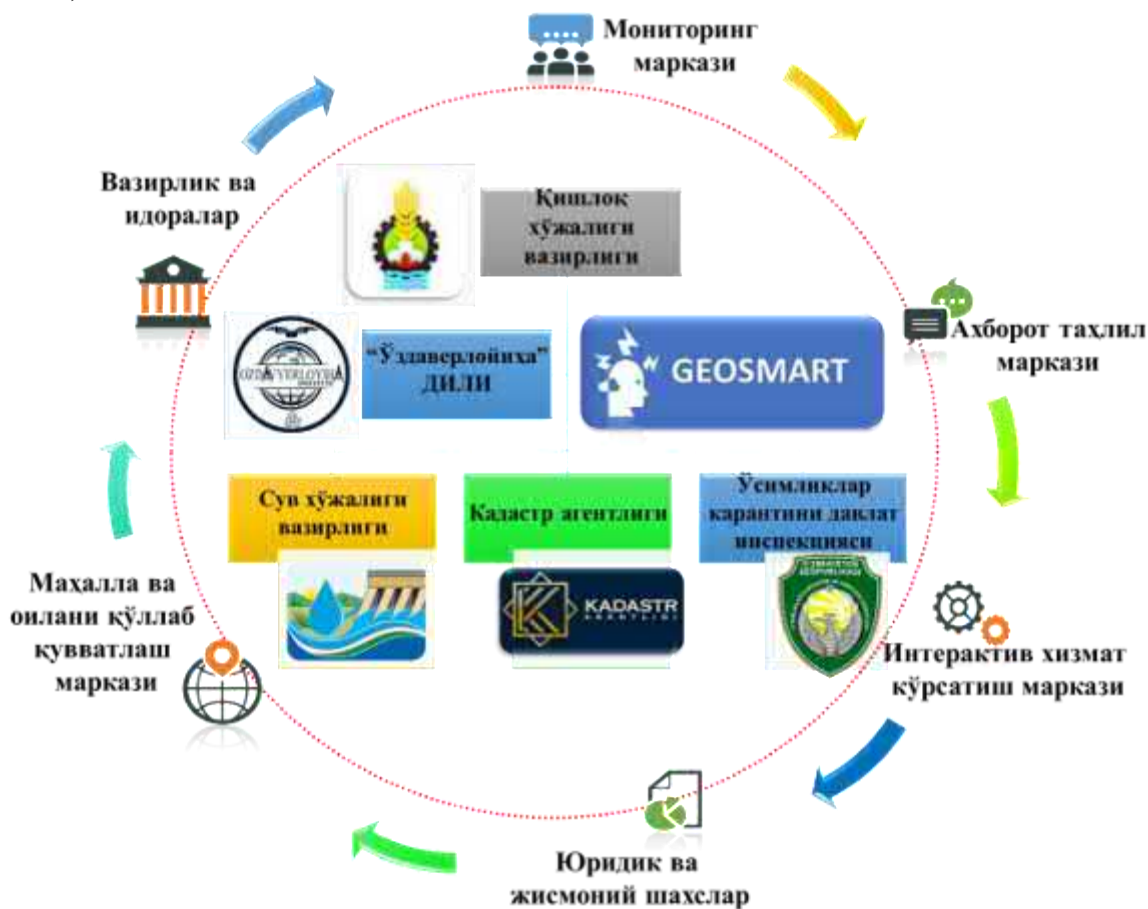 Мониторинг
маркази
Вазирлик ва
идоралар
Қишлоқ
хўжалиги
вазирлиги
Ахборот таҳлил
маркази
“Ўздаверлойиҳа”
ДИЛИ
OZDAVYERLOYIHA
GEOSMART
Сув хўжалиги
вазирлиги
Кадастр агентлиги
Ўсимликлар
карантини давлат
инспекцияси
KADASTR
AGENTLIGI
Маҳалла ва
оилани қўллаб
қувватлаш
маркази
Интерактив хизмат
кўрсатиш маркази
Юридик ва
жисмоний шахслар